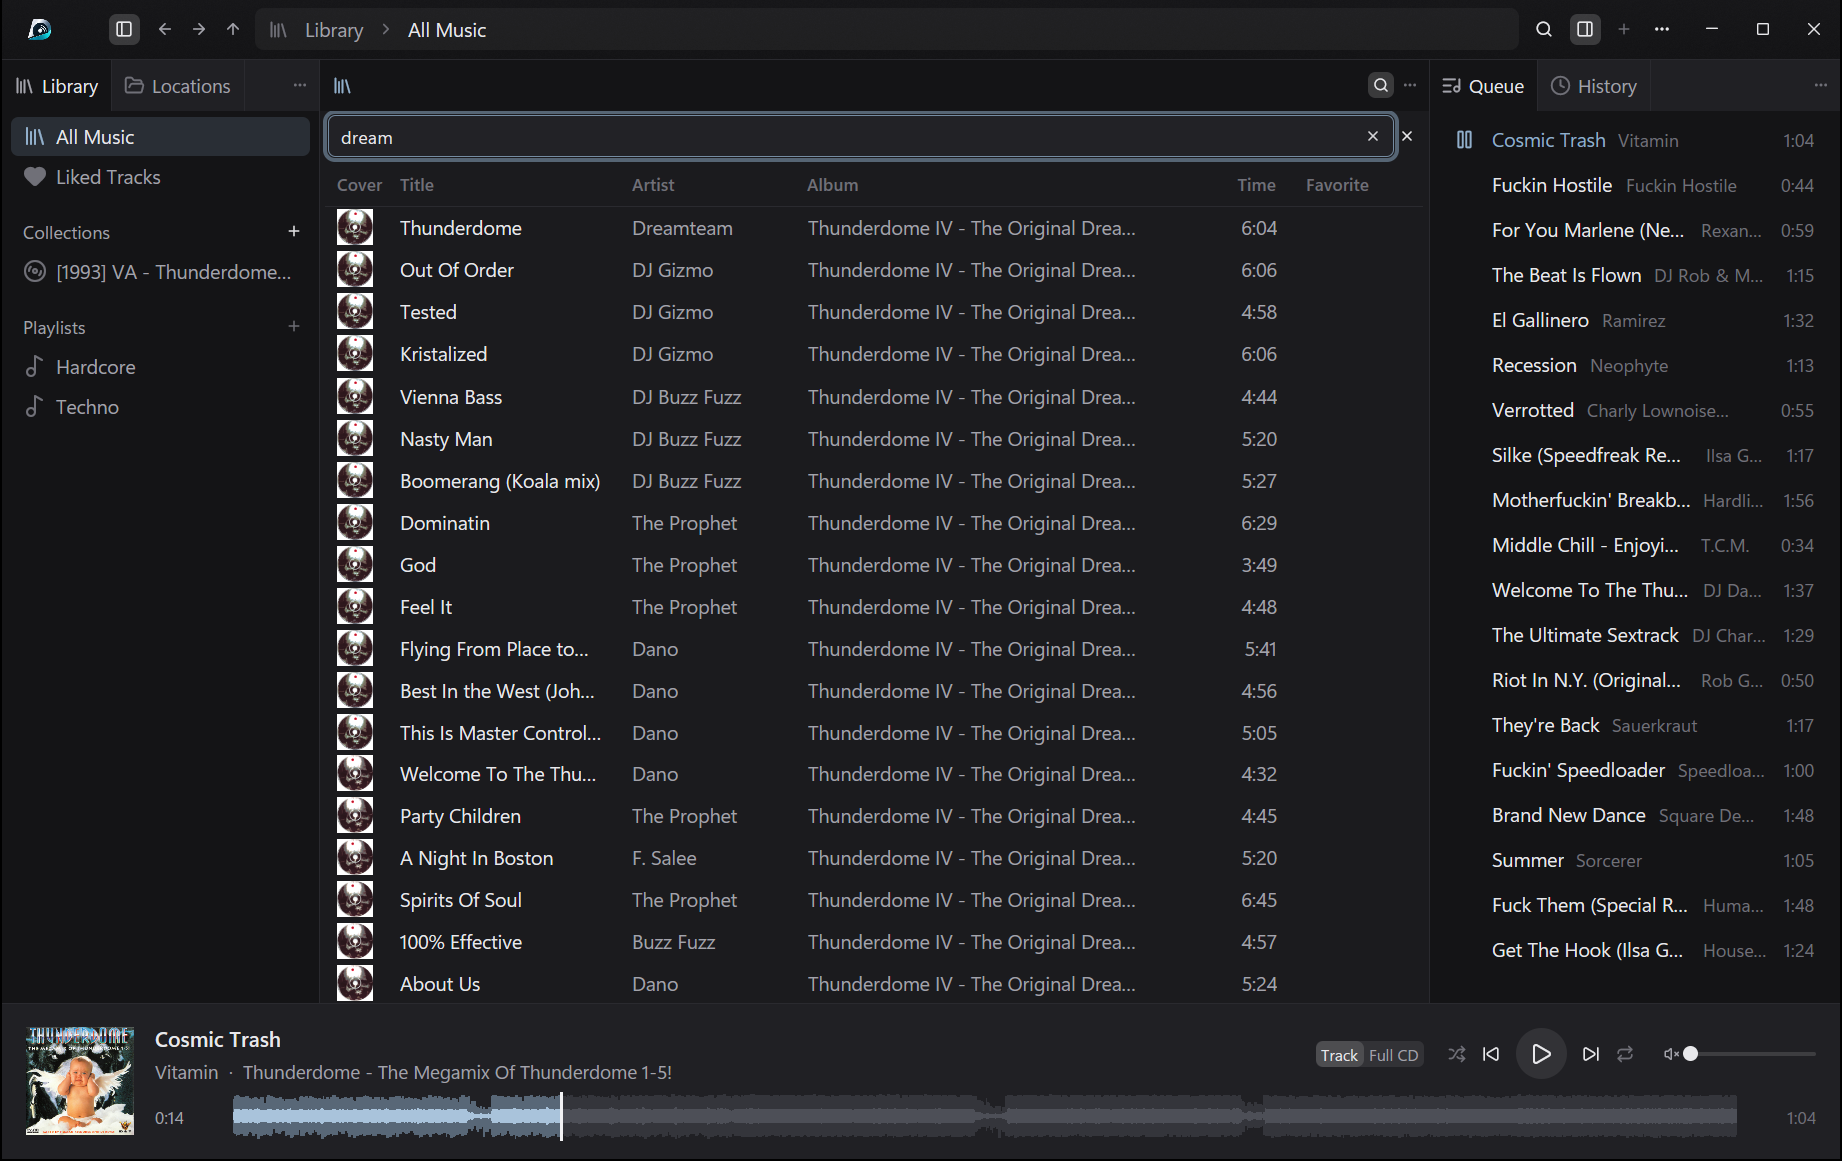 Library > All Music
Library
Locations
All Music
Liked Tracks
Collections
[1993] VA - Thunderdome...
Playlists
Hardcore
Techno
dream
Cover Title Artist Album Time Favorite
Thunderdome Dreamteam Thunderdome IV - The Original Drea... 6:04
Out Of Order DJ Gizmo Thunderdome IV - The Original Drea... 6:06
Tested DJ Gizmo Thunderdome IV - The Original Drea... 4:58
Kristalized DJ Gizmo Thunderdome IV - The Original Drea... 6:06
Vienna Bass DJ Buzz Fuzz Thunderdome IV - The Original Drea... 4:44
Nasty Man DJ Buzz Fuzz Thunderdome IV - The Original Drea... 5:20
Boomerang (Koala mix) DJ Buzz Fuzz Thunderdome IV - The Original Drea... 5:27
Dominatin The Prophet Thunderdome IV - The Original Drea... 6:29
God The Prophet Thunderdome IV - The Original Drea... 3:49
Feel It The Prophet Thunderdome IV - The Original Drea... 4:48
Flying From Place to... Dano Thunderdome IV - The Original Drea... 5:41
Best In the West (Joh... Dano Thunderdome IV - The Original Drea... 4:56
This Is Master Control... Dano Thunderdome IV - The Original Drea... 5:05
Welcome To The Thu... Dano Thunderdome IV - The Original Drea... 4:32
Party Children The Prophet Thunderdome IV - The Original Drea... 4:45
A Night In Boston F. Salee Thunderdome IV - The Original Drea... 5:20
Spirits Of Soul The Prophet Thunderdome IV - The Original Drea... 6:45
100% Effective Buzz Fuzz Thunderdome IV - The Original Drea... 4:57
About Us Dano Thunderdome IV - The Original Drea... 5:24
Queue
History
Cosmic Trash Vitamin 1:04
Fuckin Hostile Fuckin Hostile 0:44
For You Marlene (Ne... Rexan... 0:59
The Beat Is Flown DJ Rob & M... 1:15
El Gallinero Ramirez 1:32
Recession Neophyte 1:13
Verrotted Charly Lownoise... 0:55
Silke (Speedfreak Re... Ilsa G... 1:17
Motherfuckin' Breakb... Hardli... 1:56
Middle Chill - Enjoyi... T.C.M. 0:34
Welcome To The Thu... DJ Da... 1:37
The Ultimate Sextrack DJ Char... 1:29
Riot In N.Y. (Original... Rob G... 0:50
They're Back Sauerkraut 1:17
Fuckin' Speedloader Speedloa... 1:00
Brand New Dance Square De... 1:48
Summer Sorcerer 1:05
Fuck Them (Special R... Huma... 1:48
Get The Hook (Ilsa G... House... 1:24
THUNDERDOME
THE MEGAMIX OF THUNDERDOME 1-5!
Cosmic Trash
Vitamin · Thunderdome - The Megamix Of Thunderdome 1-5!
Track Full CD
0:14
1:04